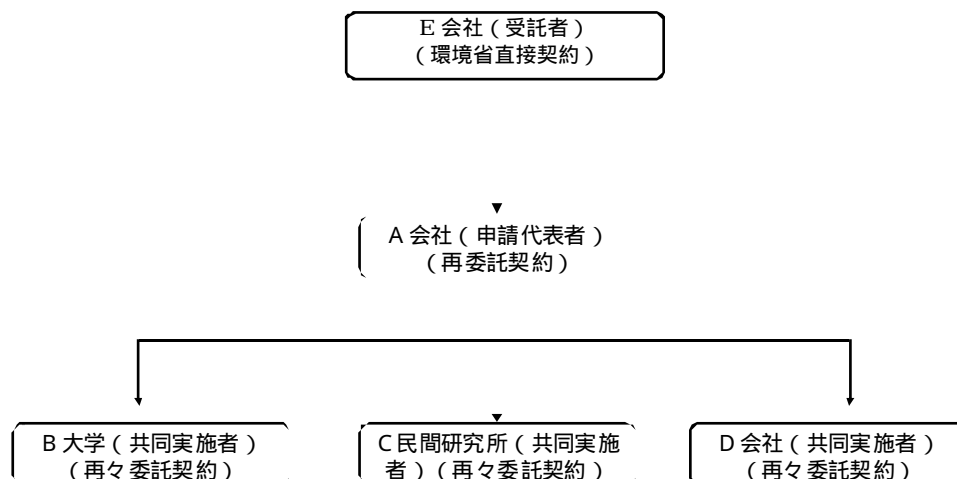 E 会社（受託者）
（環境省直接契約）
A 会社（申請代表者）
（再委託契約）
B 大学（共同実施者）
（再々委託契約）
C 民間研究所（共同実施
者）（再々委託契約）
D 会社（共同実施者）
（再々委託契約）